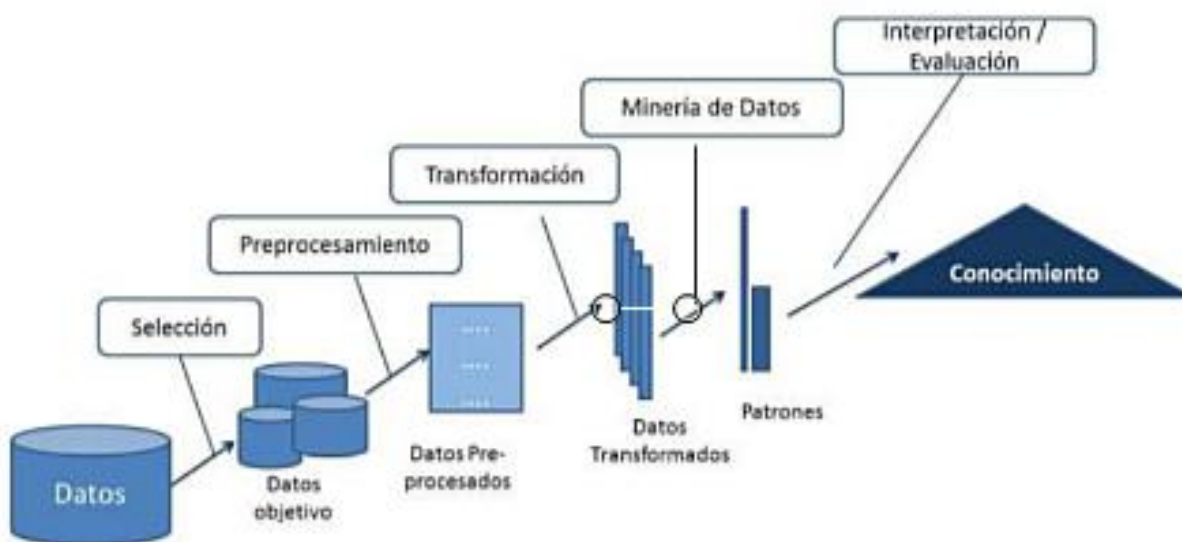 Interpretación /
Evaluación
Minería de Datos
Transformación
Preprocesamiento
Selección
Conocimiento
Patrones
Datos
Transformados
Datos Pre-
procesados
Datos
objetivo
Datos